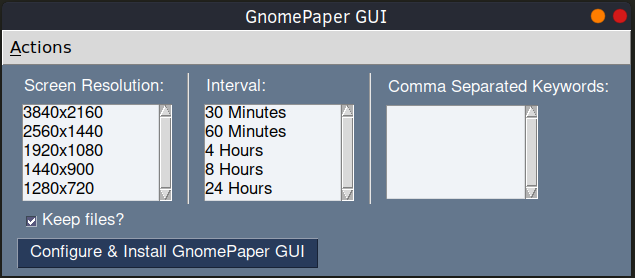 GnomePaper GUI
Actions
Screen Resolution:
3840x2160
2560x1440
1920x1080
1440x900
1280x720
Interval:
30 Minutes
60 Minutes
4 Hours
8 Hours
24 Hours
Comma Separated Keywords:
Keep files?
Configure & Install GnomePaper GUI